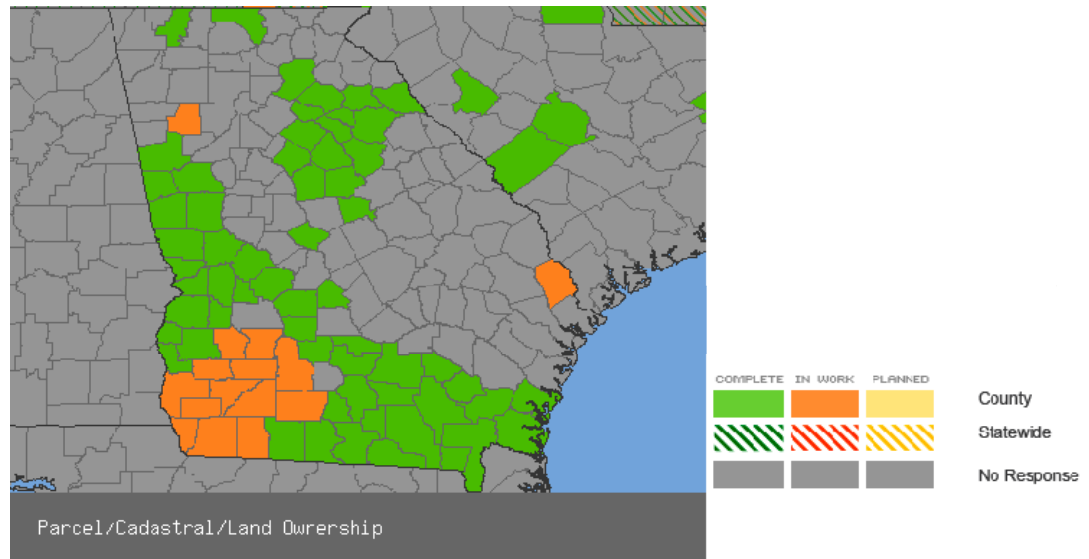 COMPLETE IN WORK PLANNED
County
Statewide
No Response
Parcel/Cadastral/Land Owrership